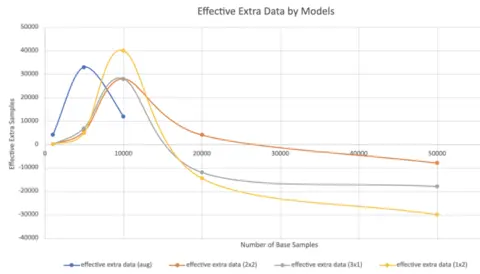 Effective Extra Data by Models
50000
40000
30000
20000
10000
0
-10000
-20000
-30000
-40000
Effective Extra Samples
0
10000
20000
30000
40000
50000
Number of Base Samples
effective extra data (aug)
effective extra data (2x2)
effective extra data (3x1)
effective extra data (1x2)